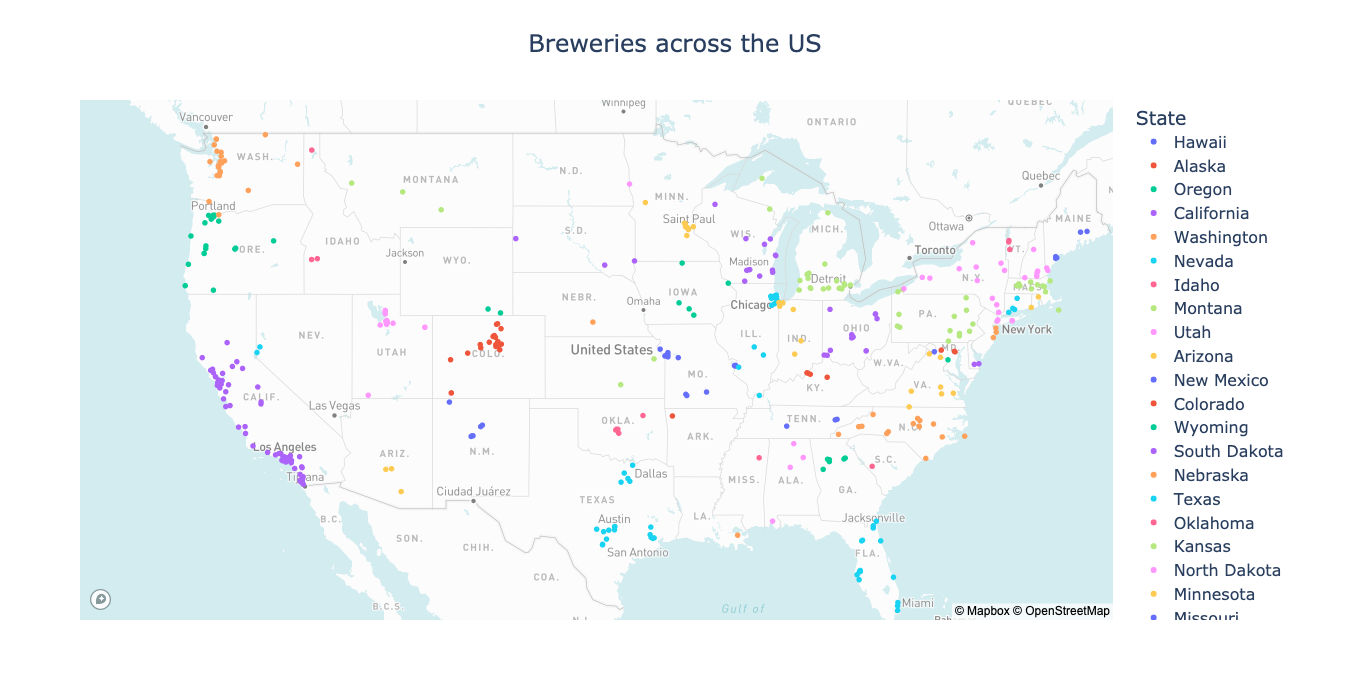 Breweries across the US
Winnipeg
QUEBEC
Vancouver
ONTARIO
WASH.
N.D.
MONTANA
Quebec
MINN.
Portland
Saint Paul
MAINE
Ottawa
S.D.
MICH.
WIS.
ORE.
IDAHO
Toronto
Jackson
WYO.
Madison
VT.
N.Y.
Detroit
MASS.
IOWA
NEBR.
Omaha
Chicago
PA.
OHIO
New York
NEV.
ILL.
IND.
United States
UTAH
COLO.
MD.
W.VA.
MO.
KY.
VA.
CALIF.
Las Vegas
TENN.
OKLA.
N.C.
ARK.
Los Angeles
ARIZ.
N.M.
S.C.
Tijuana
Dallas
MISS.
ALA.
GA.
Ciudad Juárez
TEXAS
LA.
B.C.
Austin
Jacksonville
SON.
CHIH.
San Antonio
FLA.
COA.
B.C.S.
Gulf of
Miami
© Mapbox © OpenStreetMap
State
Hawaii
Alaska
Oregon
California
Washington
Nevada
Idaho
Montana
Utah
Arizona
New Mexico
Colorado
Wyoming
South Dakota
Nebraska
Texas
Oklahoma
Kansas
North Dakota
Minnesota
Missouri